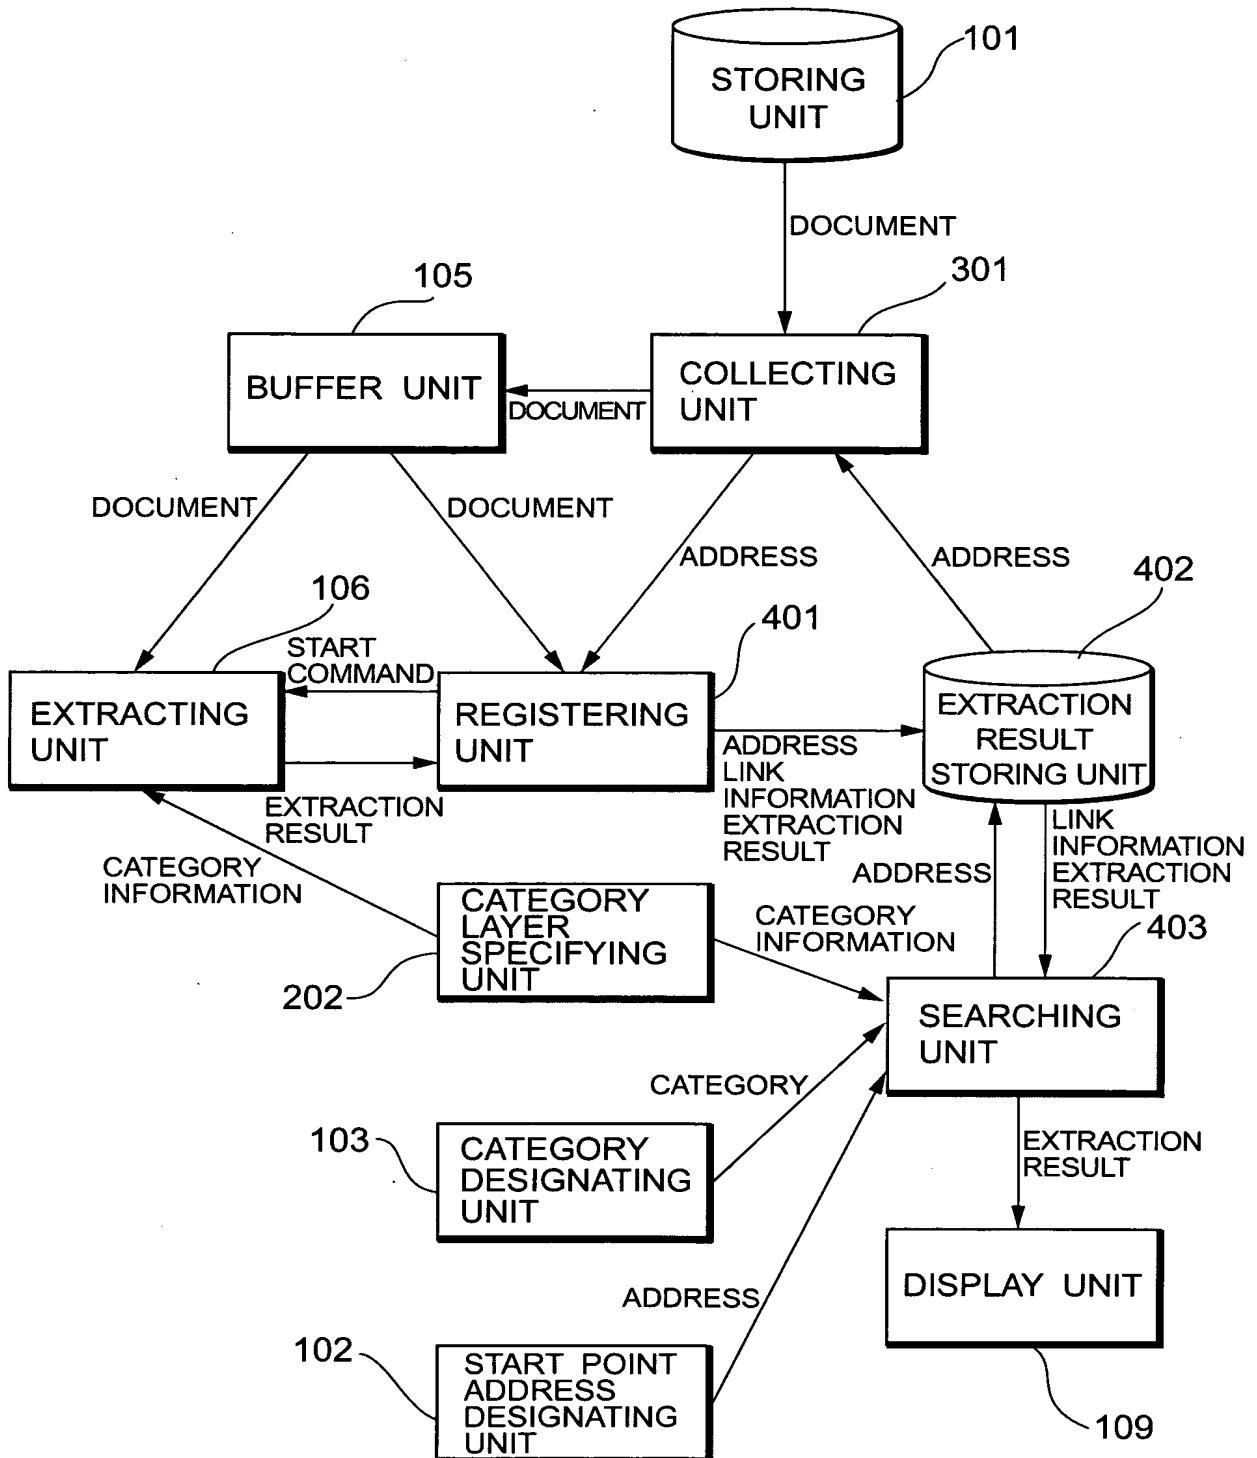 101
STORING
UNIT
DOCUMENT
301
105
COLLECTING
UNIT
BUFFER UNIT
DOCUMENT
DOCUMENT
DOCUMENT
ADDRESS
ADDRESS
402
106
401
START
COMMAND
EXTRACTING
UNIT
REGISTERING
UNIT
EXTRACTION
RESULT
STORING UNIT
ADDRESS
LINK
INFORMATION
EXTRACTION
RESULT
EXTRACTION
RESULT
CATEGORY
INFORMATION
LINK
INFORMATION
EXTRACTION
RESULT
ADDRESS
CATEGORY
LAYER
SPECIFYING
UNIT
202
CATEGORY
INFORMATION
403
SEARCHING
UNIT
CATEGORY
103
CATEGORY
DESIGNATING
UNIT
EXTRACTION
RESULT
ADDRESS
DISPLAY UNIT
102
START POINT
ADDRESS
DESIGNATING
UNIT
109